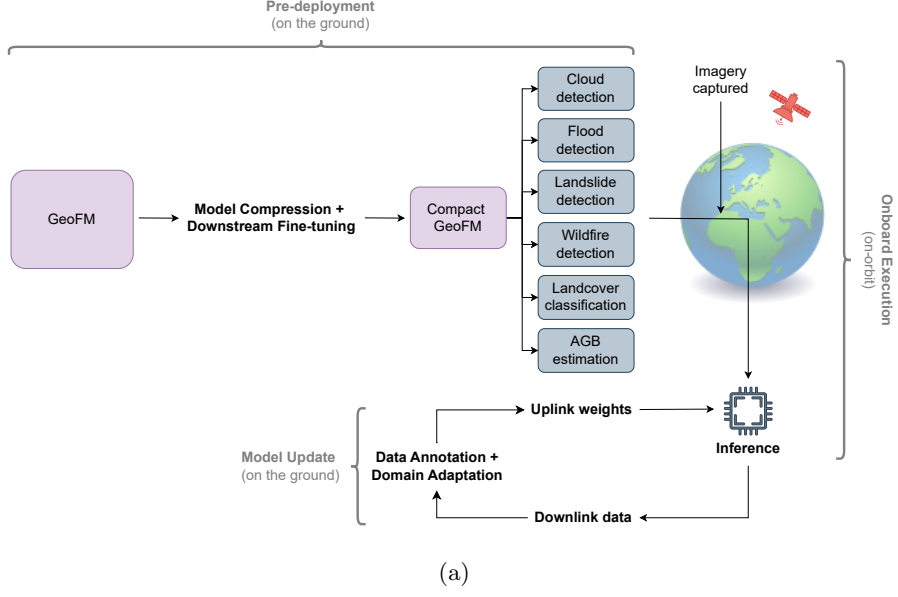 Pre-deployment
(on the ground)
Cloud
detection
Flood
detection
Landslide
detection
Wildfire
detection
Landcover
classification
AGB
estimation
GeoFM
Model Compression +
Downstream Fine-tuning
Compact
GeoFM
Imagery
captured
Onboard Execution
(on-orbit)
Uplink weights
Inference
Model Update
(on the ground)
Data Annotation +
Domain Adaptation
Downlink data
(a)